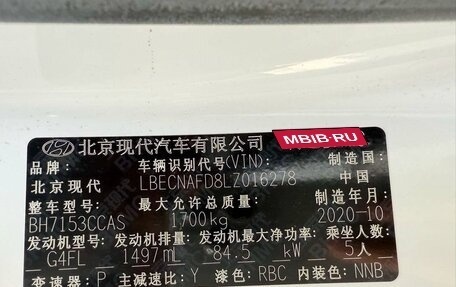 北京现代汽车有限公司 MBIB-RU
品牌: 车辆识别代号(VIN): 制造国:
北京现代 LBECNAFD8LZ016278 中国
整车型号: 最大允许总质量: 制造年月:
BH7153CCAS 1700kg 2020-10
发动机型号: 发动机排量: 发动机最大净功率: 乘坐人数:
G4FL 1497 mL 84.5 kW 5人
变速器: P 主减速比: Y 漆色: RBC 内装色: NNB